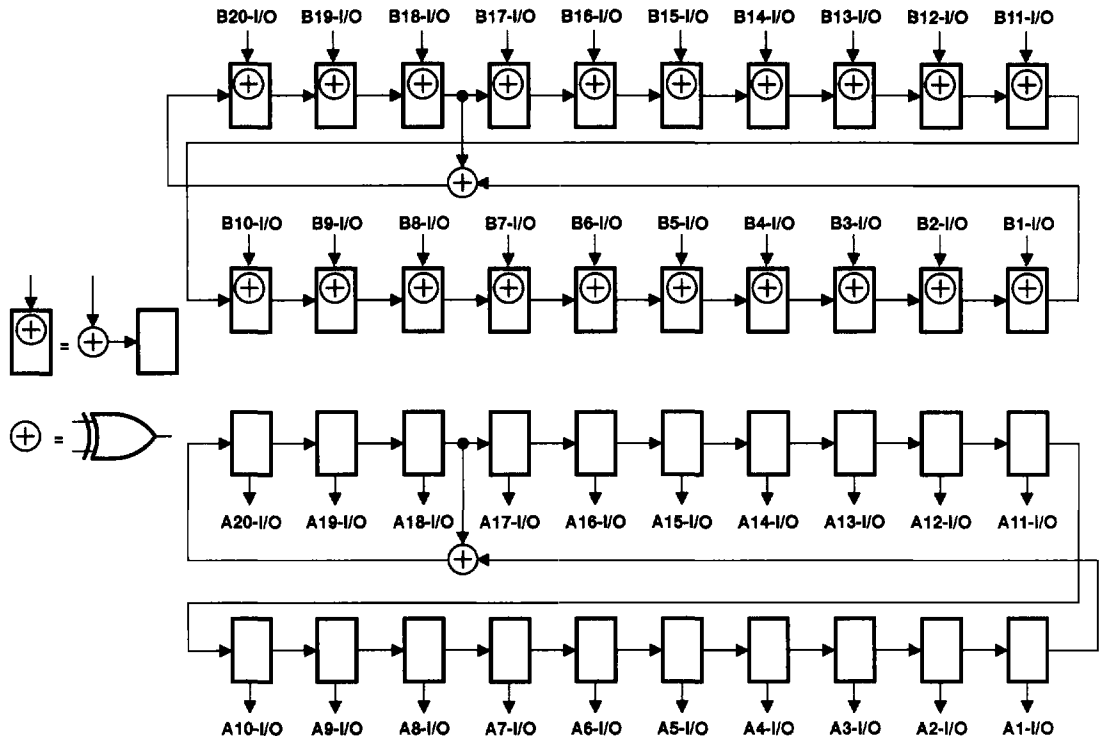 B20-I/O B19-I/O B18-I/O B17-I/O B16-I/O B15-I/O B14-I/O B13-I/O B12-I/O B11-I/O
B10-I/O B9-I/O B8-I/O B7-I/O B6-I/O B5-I/O B4-I/O B3-I/O B2-I/O B1-I/O
=
=
A20-I/O A19-I/O A18-I/O A17-I/O A16-I/O A15-I/O A14-I/O A13-I/O A12-I/O A11-I/O
A10-I/O A9-I/O A8-I/O A7-I/O A6-I/O A5-I/O A4-I/O A3-I/O A2-I/O A1-I/O